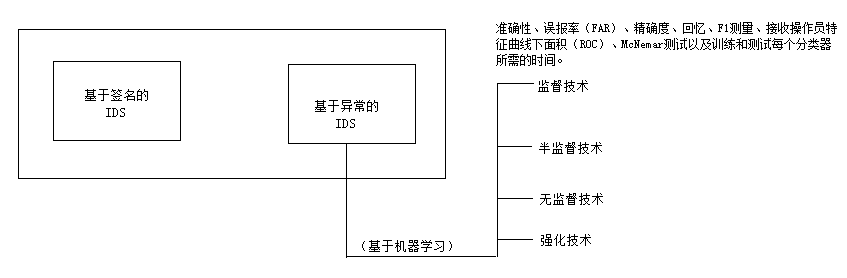 准确性、误报率（FAR）、精确度、回忆、F1测量、接收操作员特
征曲线下面积（ROC）、McNemar测试以及训练和测试每个分类器
所需的时间。
基于签名的
IDS
基于异常的
IDS
监督技术
半监督技术
无监督技术
强化技术
（基于机器学习）